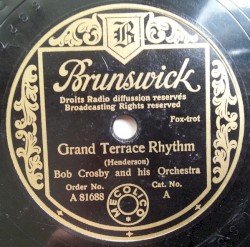 B
Brunswick
Droits Radio diffusion reservés
Broadcasting Rights reserved
Fox-trot
Grand Terrace Rhythm
(Henderson)
Bob Crosby and his Orchestra
Order No. Cat. No.
A 81688 A
MECOLICO